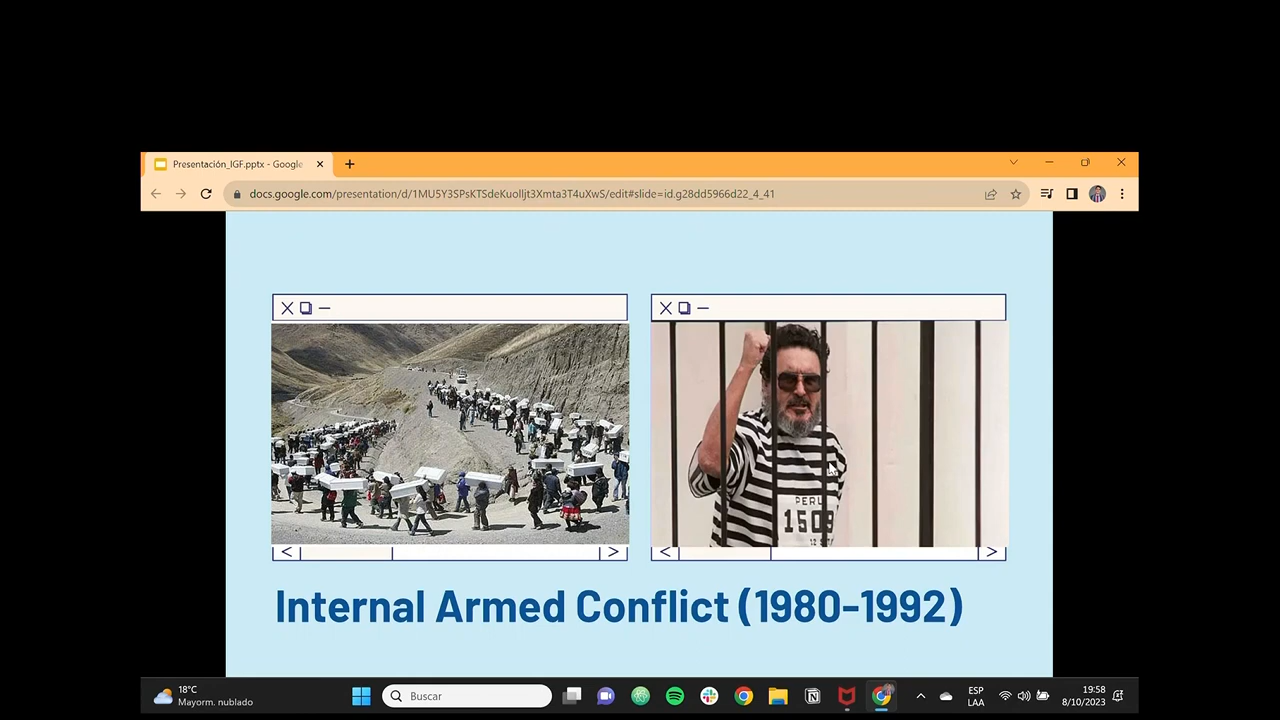 Presentación_IGF.pptx - Google
docs.google.com/presentation/d/1MU5Y3SPsKTSdeKuolljt3Xmta3T4uXwS/edit#slide=id.g28dd5966d22_4_41
PERU
1509
Internal Armed Conflict (1980-1992)
18°C
Mayorm. nublado
Buscar
ESP
LAA
19:58
8/10/2023